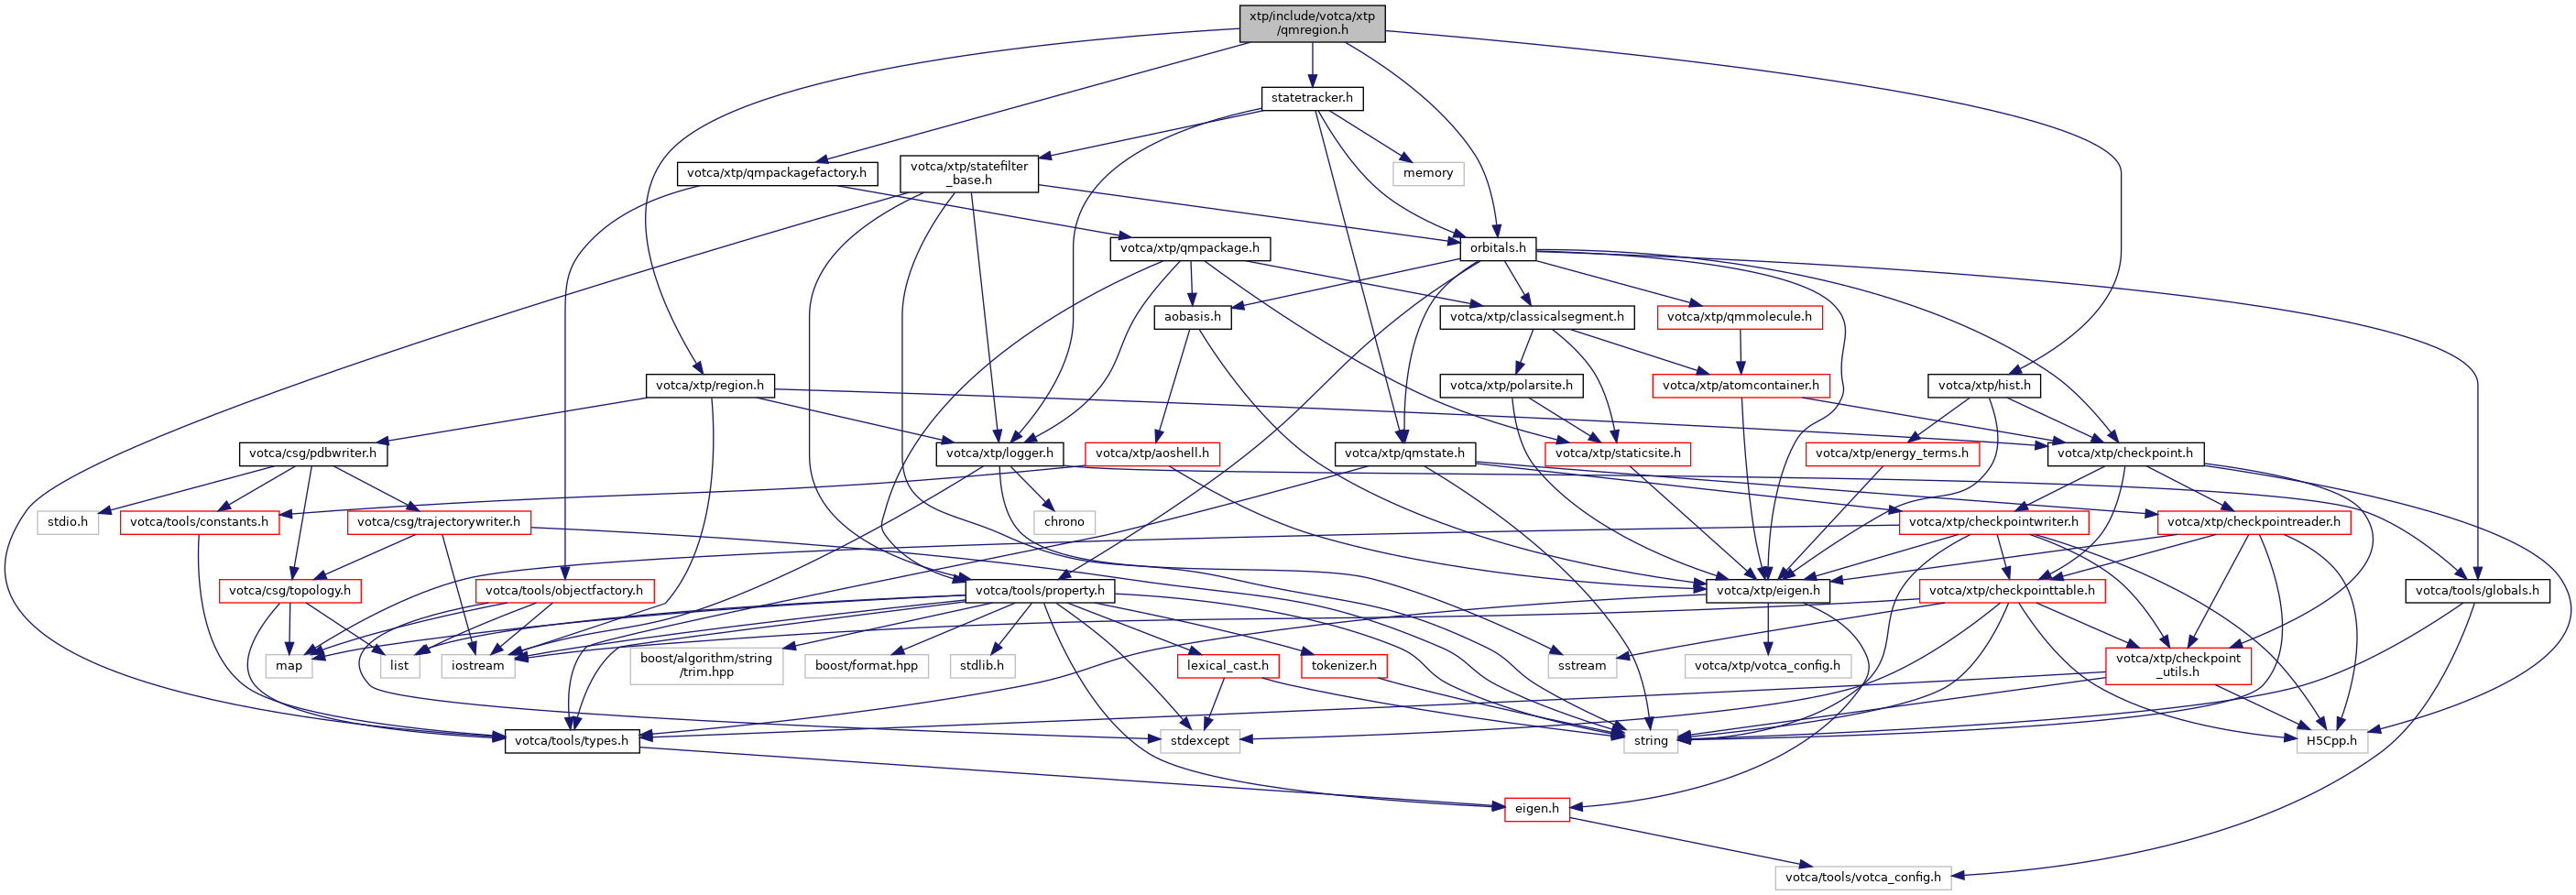 xtp/include/votca/xtp
/qmregion.h
statetracker.h
votca/xtp/qmpackagefactory.h
votca/xtp/statefilter
_base.h
memory
votca/xtp/qmpackage.h
orbitals.h
aobasis.h
votca/xtp/classicalsegment.h
votca/xtp/qmmolecule.h
votca/xtp/region.h
votca/xtp/polarsite.h
votca/xtp/atomcontainer.h
votca/xtp/hist.h
votca/csg/pdbwriter.h
votca/xtp/logger.h
votca/xtp/aoshell.h
votca/xtp/qmstate.h
votca/xtp/staticsite.h
votca/xtp/energy_terms.h
votca/xtp/checkpoint.h
stdio.h
votca/tools/constants.h
votca/csg/trajectorywriter.h
chrono
votca/xtp/checkpointwriter.h
votca/xtp/checkpointreader.h
votca/csg/topology.h
votca/tools/objectfactory.h
votca/tools/property.h
votca/xtp/eigen.h
votca/xtp/checkpointtable.h
votca/tools/globals.h
map
list
iostream
boost/algorithm/string
/trim.hpp
boost/format.hpp
stdlib.h
lexical_cast.h
tokenizer.h
sstream
votca/xtp/votca_config.h
votca/xtp/checkpoint
_utils.h
votca/tools/types.h
stdexcept
string
H5Cpp.h
eigen.h
votca/tools/votca_config.h